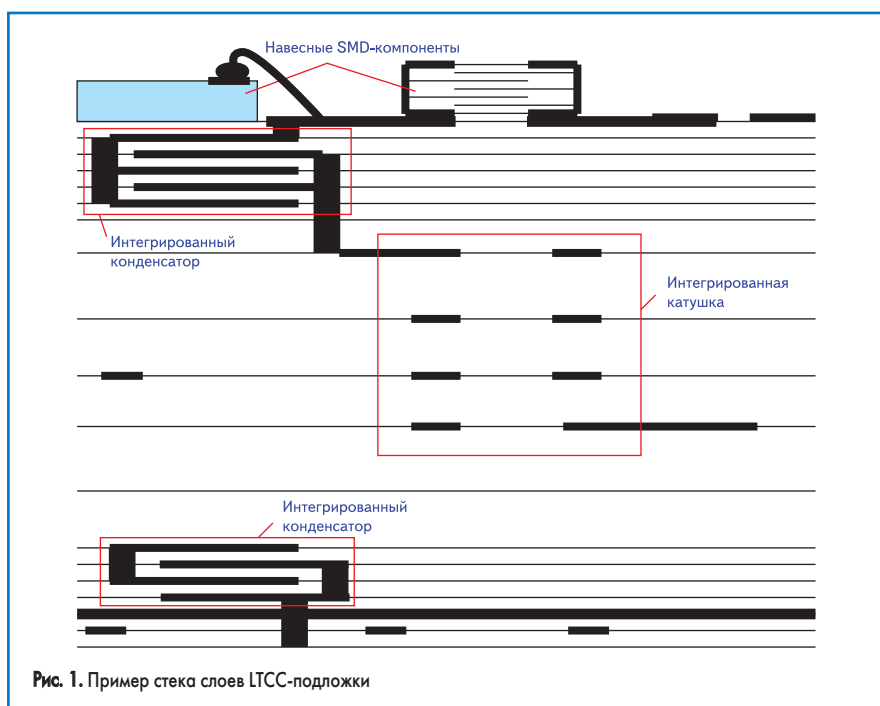 Навесные SMD-компоненты
Интегрированный
конденсатор
Интегрированная
катушка
Интегрированный
конденсатор
Рис. 1. Пример стека слоев LTCC-подложки